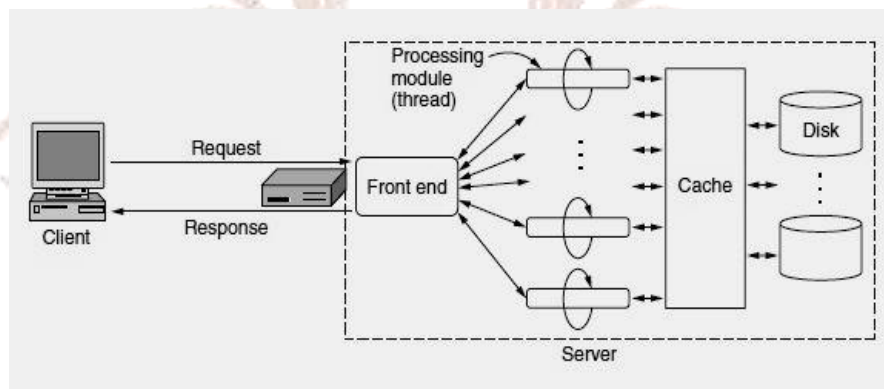 Processing
module
(thread)
Request
Disk
Front end
Cache
Response
Client
Server